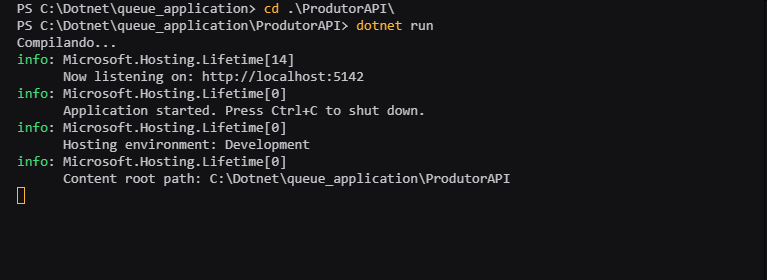 PS C:\Dotnet\queue_application> cd .\ProdutorAPI\
PS C:\Dotnet\queue_application\ProdutorAPI> dotnet run
Compilando...
info: Microsoft.Hosting.Lifetime[14]
      Now listening on: http://localhost:5142
info: Microsoft.Hosting.Lifetime[0]
      Application started. Press Ctrl+C to shut down.
info: Microsoft.Hosting.Lifetime[0]
      Hosting environment: Development
info: Microsoft.Hosting.Lifetime[0]
      Content root path: C:\Dotnet\queue_application\ProdutorAPI